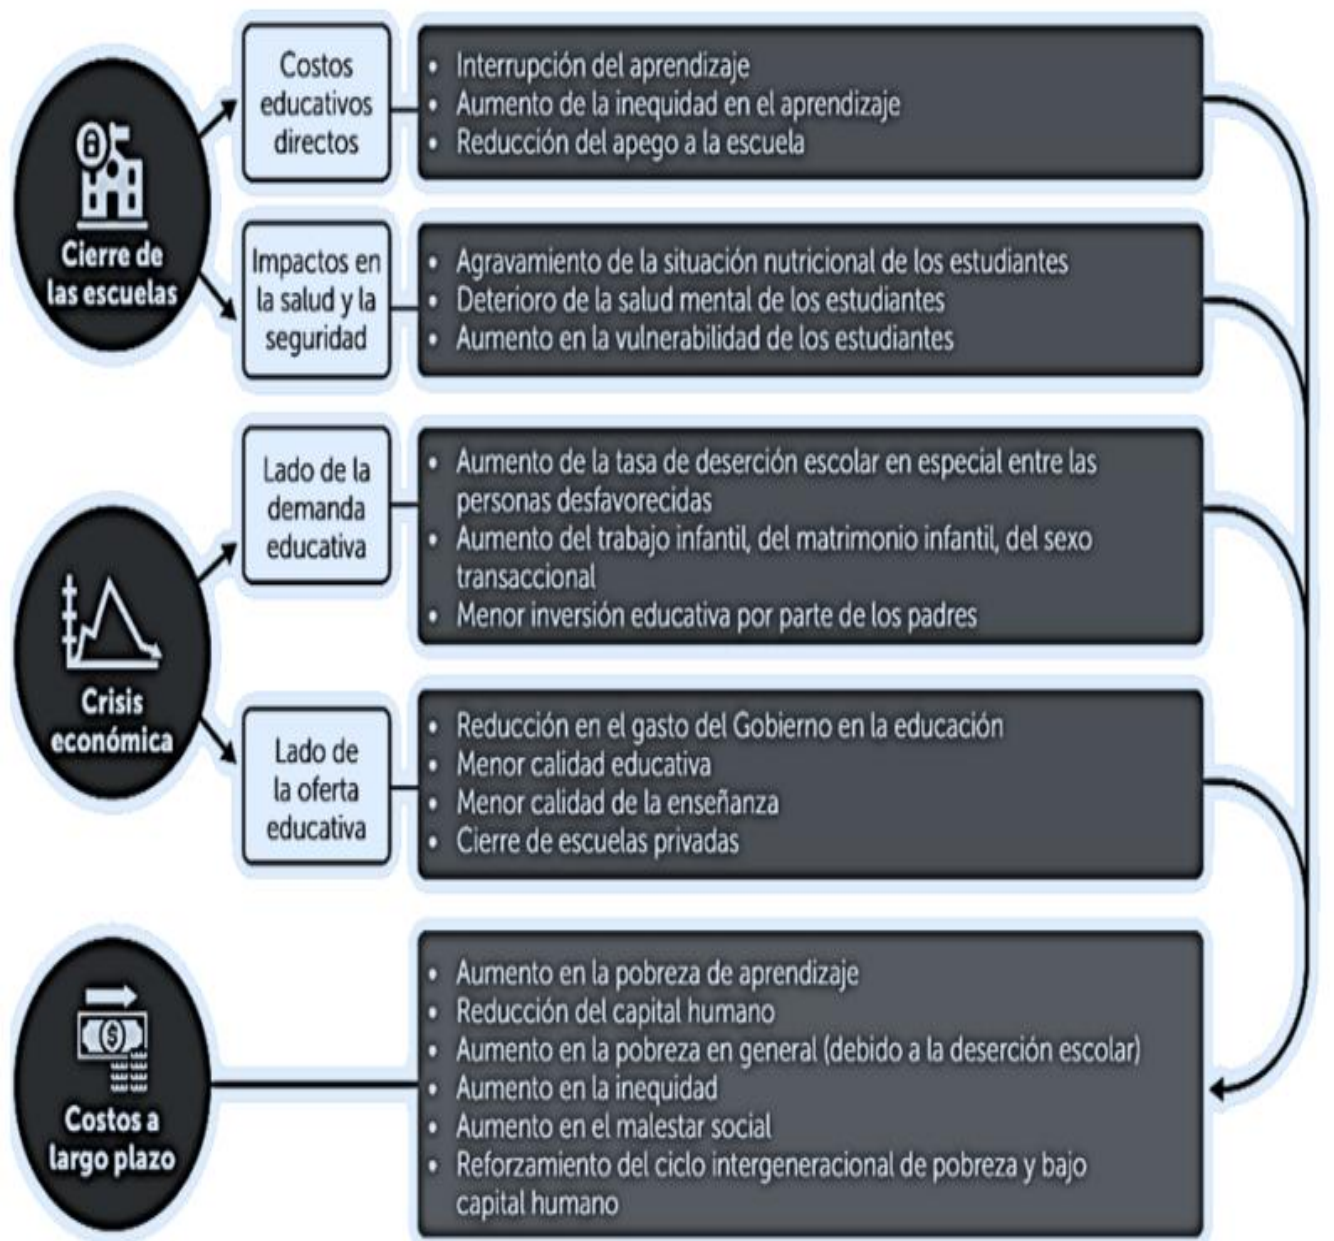 Cierre de
las escuelas
Costos
educativos
directos
• Interrupción del aprendizaje
• Aumento de la inequidad en el aprendizaje
• Reducción del apego a la escuela
Impactos en
la salud y la
seguridad
• Agravamiento de la situación nutricional de los estudiantes
• Deterioro de la salud mental de los estudiantes
• Aumento en la vulnerabilidad de los estudiantes
Crisis
económica
Lado de la
demanda
educativa
• Aumento de la tasa de deserción escolar en especial entre las
personas desfavorecidas
• Aumento del trabajo infantil, del matrimonio infantil, del sexo
transaccional
• Menor inversión educativa por parte de los padres
Lado de
la oferta
educativa
• Reducción en el gasto del Gobierno en la educación
• Menor calidad educativa
• Menor calidad de la enseñanza
• Cierre de escuelas privadas
$
Costos a
largo plazo
• Aumento en la pobreza de aprendizaje
• Reducción del capital humano
• Aumento en la pobreza en general (debido a la deserción escolar)
• Aumento en la inequidad
• Aumento en el malestar social
• Reforzamiento del ciclo intergeneracional de pobreza y bajo
capital humano